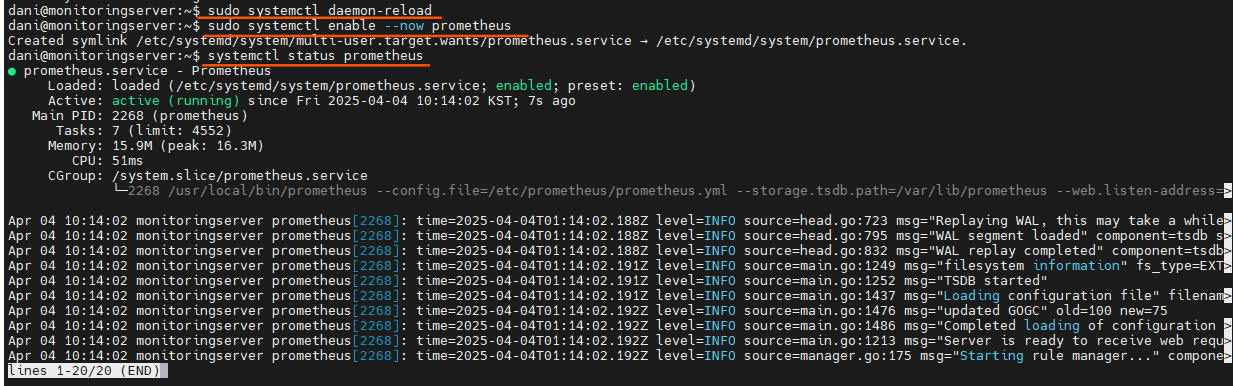 dani@monitoringserver:~$ sudo systemctl daemon-reload
dani@monitoringserver:~$ sudo systemctl enable --now prometheus
Created symlink /etc/systemd/system/multi-user.target.wants/prometheus.service → /etc/systemd/system/prometheus.service.
dani@monitoringserver:~$ systemctl status prometheus
● prometheus.service - Prometheus
Loaded: loaded (/etc/systemd/system/prometheus.service; enabled; preset: enabled)
Active: active (running) since Fri 2025-04-04 10:14:02 KST; 7s ago
Main PID: 2268 (prometheus)
Tasks: 7 (limit: 4552)
Memory: 15.9M (peak: 16.3M)
CPU: 51ms
CGroup: /system.slice/prometheus.service
└─2268 /usr/local/bin/prometheus --config.file=/etc/prometheus/prometheus.yml --storage.tsdb.path=/var/lib/prometheus --web.listen-address=>
Apr 04 10:14:02 monitoringserver prometheus[2268]: time=2025-04-04T01:14:02.188Z level=INFO source=head.go:723 msg="Replaying WAL, this may take a while>
Apr 04 10:14:02 monitoringserver prometheus[2268]: time=2025-04-04T01:14:02.188Z level=INFO source=head.go:795 msg="WAL segment loaded" component=tsdb s>
Apr 04 10:14:02 monitoringserver prometheus[2268]: time=2025-04-04T01:14:02.188Z level=INFO source=head.go:832 msg="WAL replay completed" component=tsdb>
Apr 04 10:14:02 monitoringserver prometheus[2268]: time=2025-04-04T01:14:02.191Z level=INFO source=main.go:1249 msg="filesystem information" fs_type=EXT>
Apr 04 10:14:02 monitoringserver prometheus[2268]: time=2025-04-04T01:14:02.191Z level=INFO source=main.go:1252 msg="TSDB started"
Apr 04 10:14:02 monitoringserver prometheus[2268]: time=2025-04-04T01:14:02.191Z level=INFO source=main.go:1437 msg="Loading configuration file" filenam>
Apr 04 10:14:02 monitoringserver prometheus[2268]: time=2025-04-04T01:14:02.192Z level=INFO source=main.go:1476 msg="updated GOGC" old=100 new=75
Apr 04 10:14:02 monitoringserver prometheus[2268]: time=2025-04-04T01:14:02.192Z level=INFO source=main.go:1486 msg="Completed loading of configuration >
Apr 04 10:14:02 monitoringserver prometheus[2268]: time=2025-04-04T01:14:02.192Z level=INFO source=main.go:1213 msg="Server is ready to receive web requ>
Apr 04 10:14:02 monitoringserver prometheus[2268]: time=2025-04-04T01:14:02.192Z level=INFO source=manager.go:175 msg="Starting rule manager..." compone>
lines 1-20/20 (END)